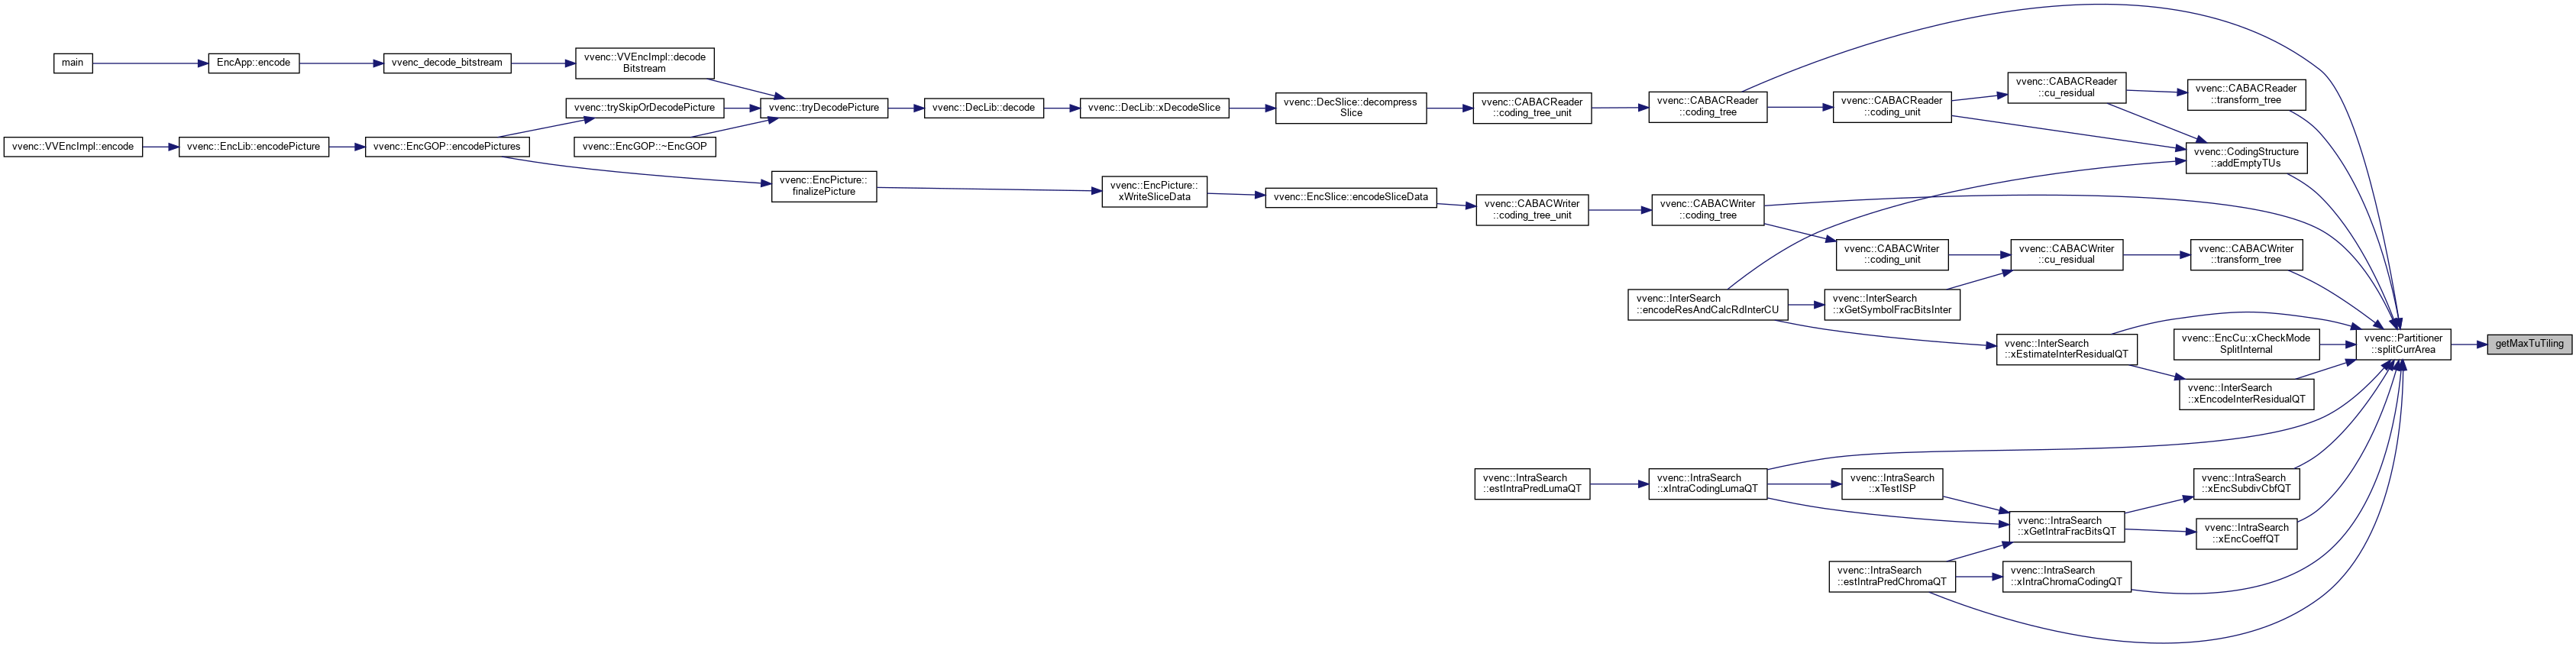 main
EncApp::encode
vvenc_decode_bitstream
vvenc::VVEncImpl::decode
Bitstream
vvenc::trySkipOrDecodePicture
vvenc::tryDecodePicture
vvenc::DecLib::decode
vvenc::DecLib::xDecodeSlice
vvenc::DecSlice::decompress
Slice
vvenc::CABACReader
::coding_tree_unit
vvenc::CABACReader
::coding_tree
vvenc::CABACReader
::coding_unit
vvenc::CABACReader
::cu_residual
vvenc::CABACReader
::transform_tree
vvenc::VVEncImpl::encode
vvenc::EncLib::encodePicture
vvenc::EncGOP::encodePictures
vvenc::EncGOP::~EncGOP
vvenc::CodingStructure
::addEmptyTUs
vvenc::EncPicture::
finalizePicture
vvenc::EncPicture::
xWriteSliceData
vvenc::EncSlice::encodeSliceData
vvenc::CABACWriter
::coding_tree_unit
vvenc::CABACWriter
::coding_tree
vvenc::CABACWriter
::coding_unit
vvenc::CABACWriter
::cu_residual
vvenc::CABACWriter
::transform_tree
vvenc::InterSearch
::encodeResAndCalcRdInterCU
vvenc::InterSearch
::xGetSymbolFracBitsInter
vvenc::InterSearch
::xEstimateInterResidualQT
vvenc::EncCu::xCheckMode
SplitInternal
vvenc::Partitioner
::splitCurrArea
getMaxTuTiling
vvenc::InterSearch
::xEncodeInterResidualQT
vvenc::IntraSearch
::estIntraPredLumaQT
vvenc::IntraSearch
::xIntraCodingLumaQT
vvenc::IntraSearch
::xTestISP
vvenc::IntraSearch
::xEncSubdivCbfQT
vvenc::IntraSearch
::xGetIntraFracBitsQT
vvenc::IntraSearch
::xEncCoeffQT
vvenc::IntraSearch
::estIntraPredChromaQT
vvenc::IntraSearch
::xIntraChromaCodingQT